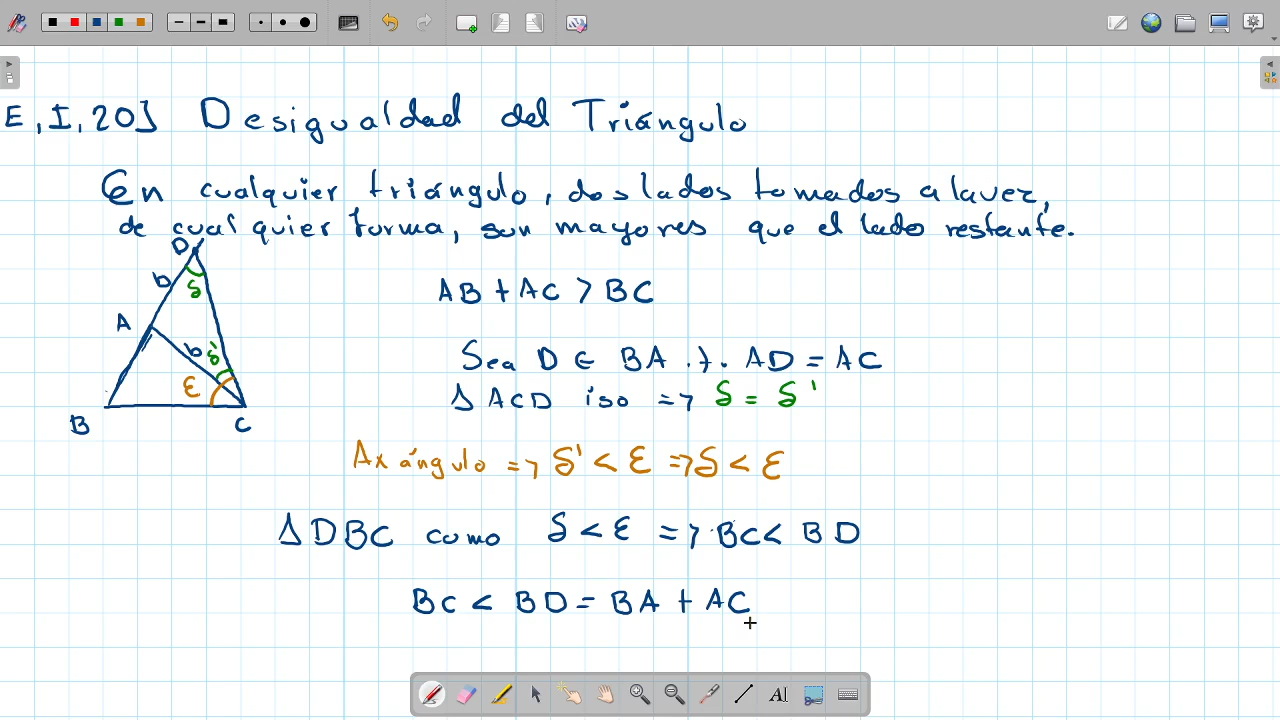 E, I, 20] Desigualdad del Triángulo
En cualquier triángulo, dos lados tomados a la vez,
de cualquier forma, son mayores que el lado restante.
D
b
δ
AB + AC > BC
A
b
δ'
Sea D ∈ BA .t. AD = AC
ε
Δ ACD iso => δ = δ'
B
C
Ax ángulo => δ' < ε => δ < ε
Δ DBC como δ < ε => BC < BD
BC < BD = BA + AC